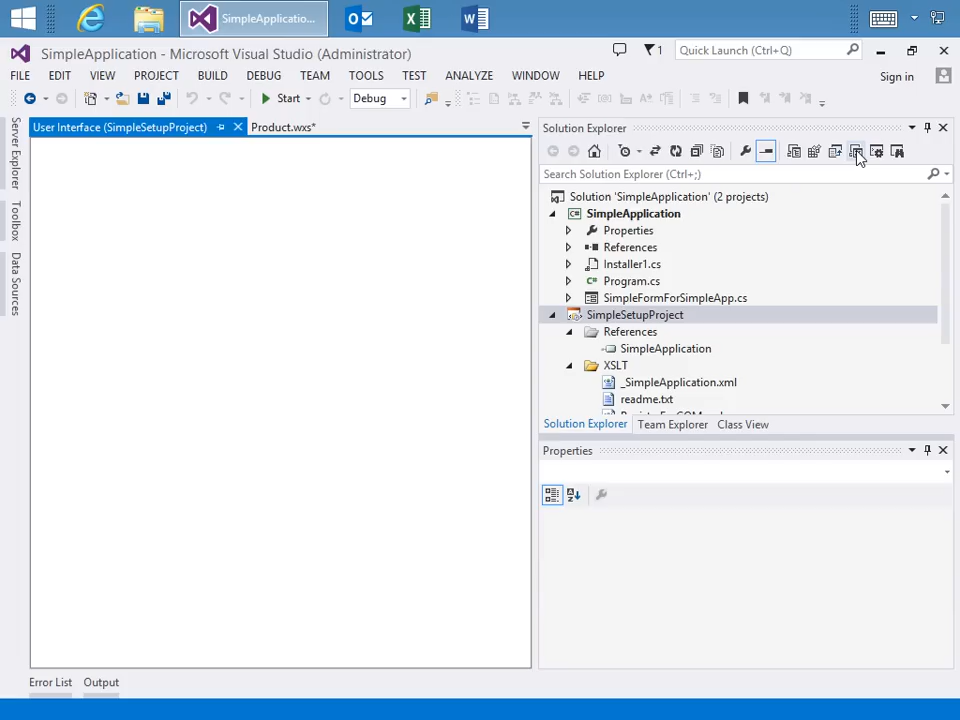 SimpleApplicatio...
SimpleApplication - Microsoft Visual Studio (Administrator)
1
Quick Launch (Ctrl+Q)
FILE EDIT VIEW PROJECT BUILD DEBUG TEAM TOOLS TEST ANALYZE WINDOW HELP
Sign in
Start
Debug
Server Explorer
Toolbox
Data Sources
User Interface (SimpleSetupProject)
Product.wxs*
Solution Explorer
Search Solution Explorer (Ctrl+;)
Solution 'SimpleApplication' (2 projects)
SimpleApplication
Properties
References
Installer1.cs
Program.cs
SimpleFormForSimpleApp.cs
SimpleSetupProject
References
SimpleApplication
XSLT
_SimpleApplication.xml
readme.txt
Solution Explorer Team Explorer Class View
Properties
Error List Output